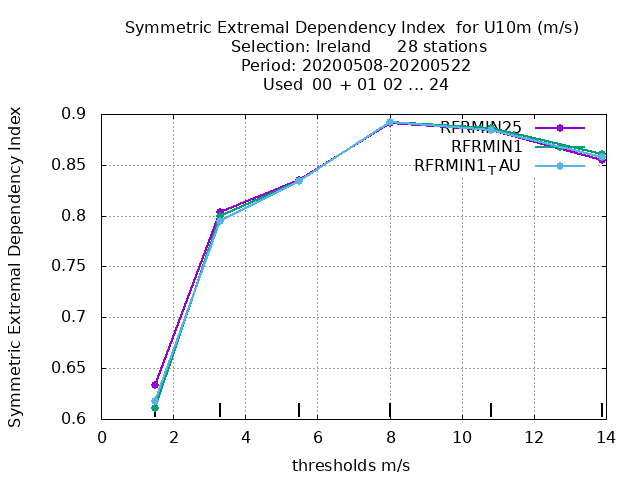 Symmetric Extremal Dependency Index for U10m (m/s)
Selection: Ireland 28 stations
Period: 20200508-20200522
Used 00 + 01 02 ... 24
Symmetric Extremal Dependency Index
0.9
0.85
0.8
0.75
0.7
0.65
0.6
RFRMIN25
RFRMIN1
RFRMIN1TAU
0 2 4 6 8 10 12 14
thresholds m/s